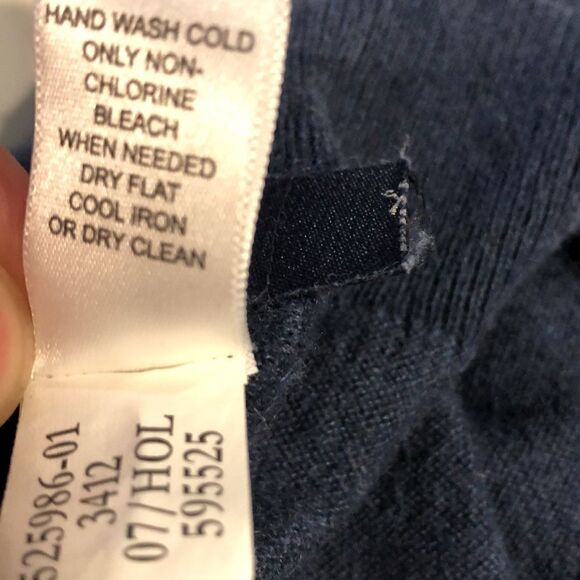 HAND WASH COLD
ONLY NON-
CHLORINE
BLEACH
WHEN NEEDED
DRY FLAT
COOL IRON
OR DRY CLEAN
525986-01
3412
07/HOL
595525